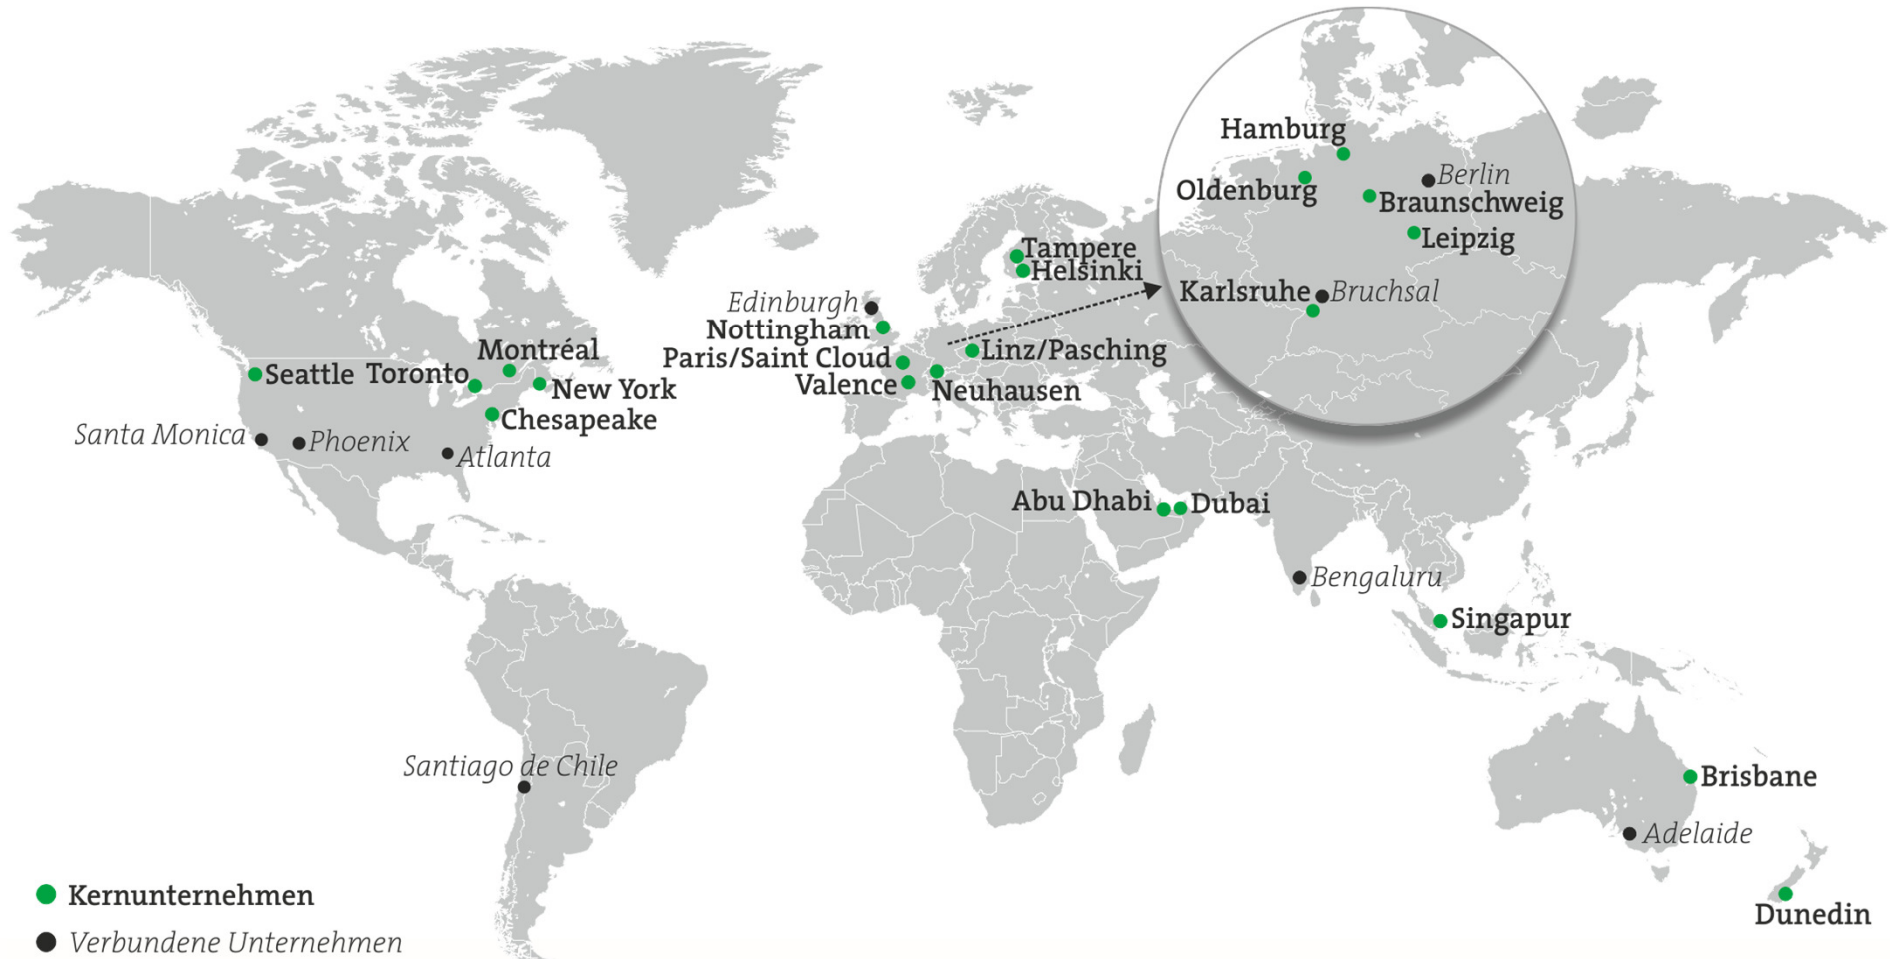 Hamburg
Berlin
Oldenburg
Braunschweig
Leipzig
Karlsruhe
Bruchsal
Tampere
Helsinki
Edinburgh
Nottingham
Paris/Saint Cloud
Linz/Pasching
Valence
Neuhausen
Montréal
Seattle
Toronto
New York
Chesapeake
Santa Monica
Phoenix
Atlanta
Abu Dhabi
Dubai
Bengaluru
Singapur
Santiago de Chile
Brisbane
Adelaide
Dunedin
Kernunternehmen
Verbundene Unternehmen